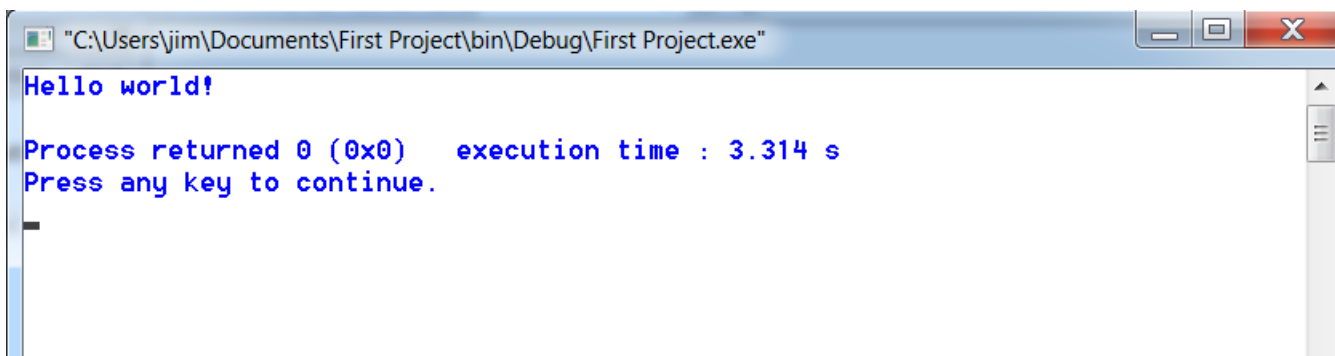 "C:\Users\jim\Documents\First Project\bin\Debug\First Project.exe"
Hello world!
Process returned 0 (0x0)   execution time : 3.314 s
Press any key to continue.